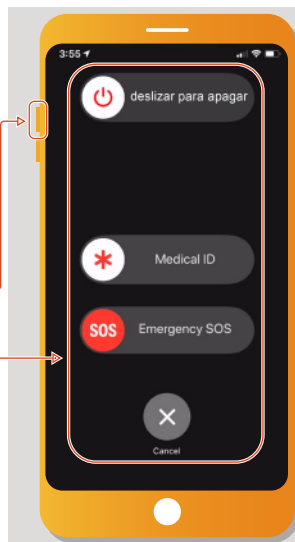 3:55
deslizar para apagar
Medical ID
SOS Emergency SOS
Cancel